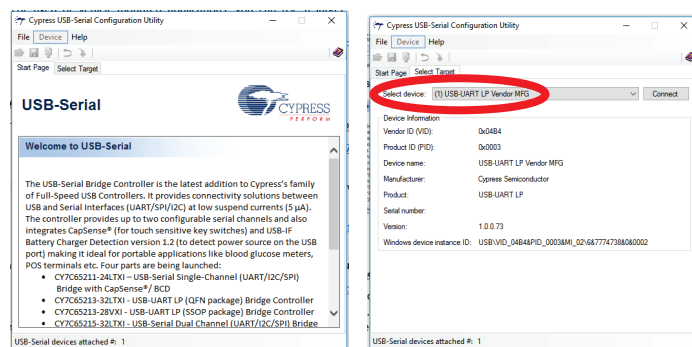 Cypress USB-Serial Configuration Utility
File Device Help
Start Page Select Target
USB-Serial
CYPRESS
PERFORM
Welcome to USB-Serial
The USB-Serial Bridge Controller is the latest addition to Cypress's family
of Full-Speed USB Controllers. It provides connectivity solutions between
USB and Serial Interfaces (UART/SPI/I2C) at low suspend currents (5 µA).
The controller provides up to two configurable serial channels and also
integrates CapSense® (for touch sensitive key switches) and USB-IF
Battery Charger Detection version 1.2 (to detect power source on the USB
port) making it ideal for portable applications like blood glucose meters,
POS terminals etc. Four parts are being launched:
• CY7C65211-24LTXI – USB-Serial Single-Channel (UART/I2C/SPI)
Bridge with CapSense®/ BCD
• CY7C65213-32LTXI - USB-UART LP (QFN package) Bridge Controller
• CY7C65213-28VXI - USB-UART LP (SSOP package) Bridge Controller
• CY7C65215-32LTXI - USB-Serial Dual Channel (UART/I2C/SPI) Bridge
USB-Serial devices attached #: 1
Cypress USB-Serial Configuration Utility
File Device Help
Start Page Select Target
Select device: (1) USB-UART LP Vendor MFG Connect
Device Information
Vendor ID (VID): 0x04B4
Product ID (PID): 0x0003
Device name: USB-UART LP Vendor MFG
Manufacturer: Cypress Semiconductor
Product: USB-UART LP
Serial number:
Version: 1.0.0.73
Windows device instance ID: USB\VID_04B4&PID_0003&MI_02\6&7774738&0&0002
USB-Serial devices attached #: 1